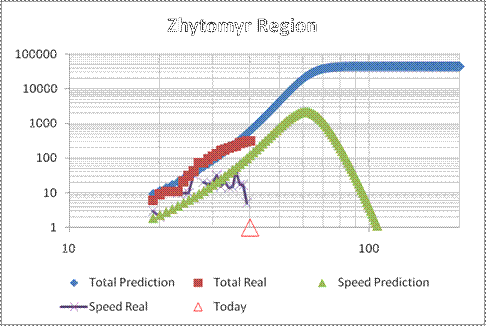 Zhytomyr Region
100000
10000
1000
100
10
1
10
100
Total Prediction
Total Real
Speed Prediction
Speed Real
Today